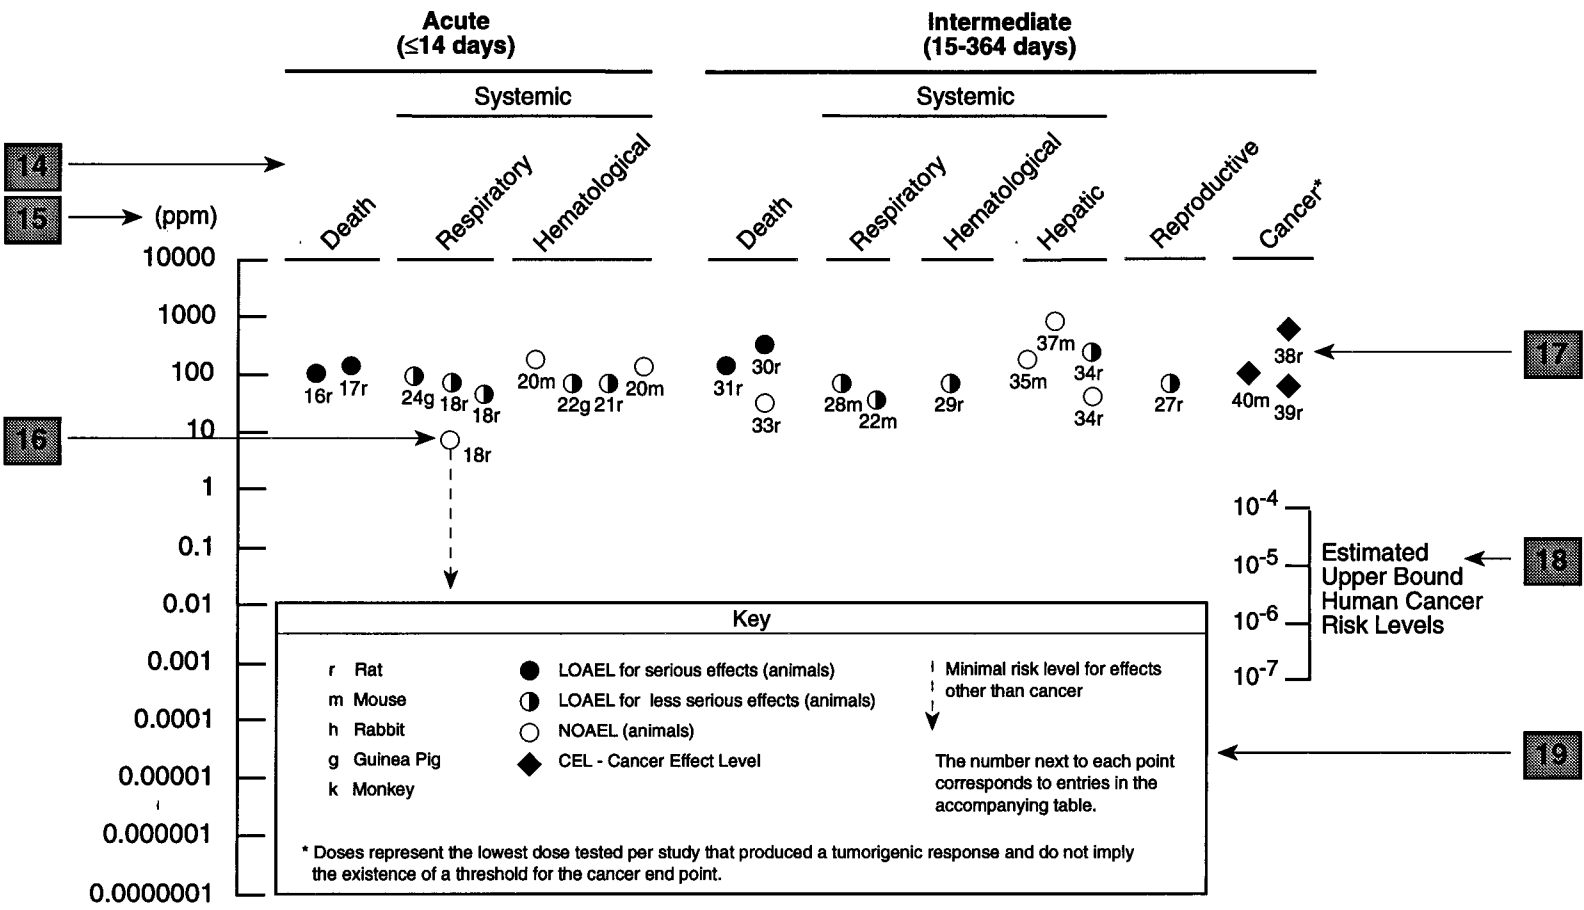 Acute
(≤14 days)
Intermediate
(15-364 days)
Systemic
Systemic
14
15
(ppm)
Death
Respiratory
Hematological
Death
Respiratory
Hematological
Hepatic
Reproductive
Cancer*
10000
1000
100
10
1
0.1
0.01
0.001
0.0001
0.00001
0.000001
0.0000001
16r
17r
24g
18r
18r
18r
20m
22g
21r
20m
31r
30r
33r
28m
22m
29r
35m
37m
34r
34r
27r
40m
38r
39r
16
17
10-4
10-5
10-6
10-7
Estimated
Upper Bound
Human Cancer
Risk Levels
18
19
Key
r Rat
m Mouse
h Rabbit
g Guinea Pig
k Monkey
LOAEL for serious effects (animals)
LOAEL for less serious effects (animals)
NOAEL (animals)
CEL - Cancer Effect Level
Minimal risk level for effects
other than cancer
The number next to each point
corresponds to entries in the
accompanying table.
* Doses represent the lowest dose tested per study that produced a tumorigenic response and do not imply
the existence of a threshold for the cancer end point.